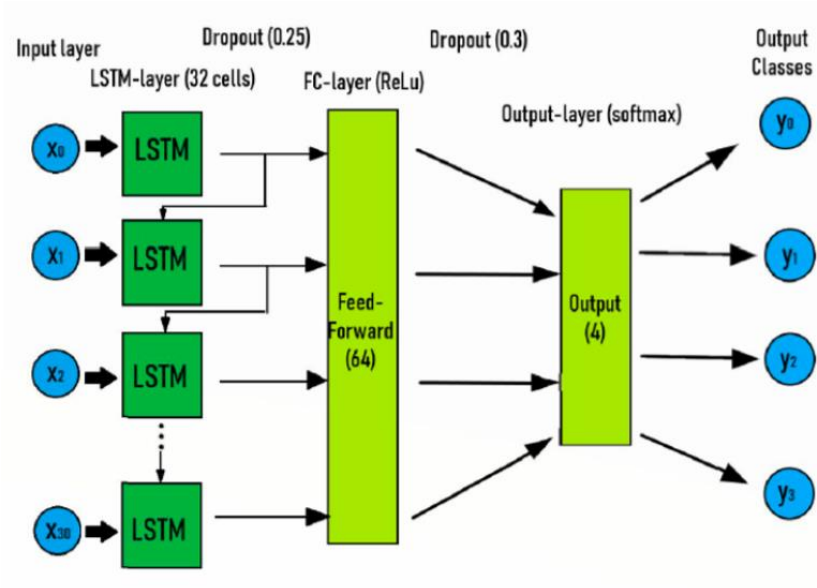 Input layer
Dropout (0.25)
Dropout (0.3)
Output
Classes
LSTM-layer (32 cells)
FC-layer (ReLu)
Output-layer (softmax)
X0
LSTM
y0
X1
LSTM
y1
Feed-
Forward
(64)
Output
(4)
X2
LSTM
y2
X30
LSTM
y3